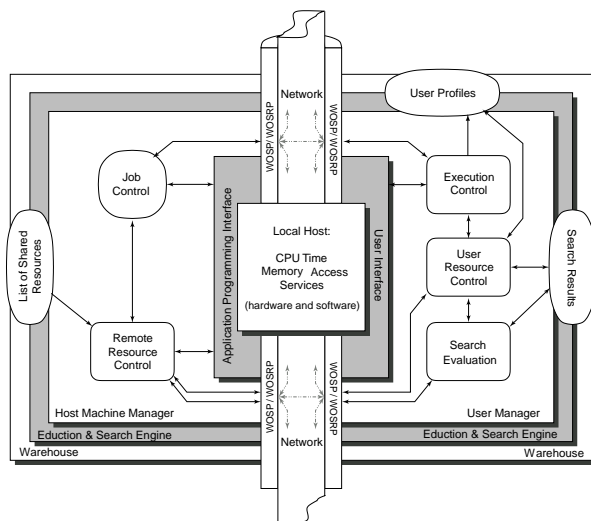 Network
WOSP/WOSRP
WOSP/WOSRP
User Profiles
Job
Control
Execution
Control
List of Shared
Resources
Application Programming Interface
Local Host:
CPU Time
Memory Access
Services
(hardware and software)
User Interface
User
Resource
Control
Search Results
Remote
Resource
Control
Search
Evaluation
WOSP / WOSRP
WOSP / WOSRP
Host Machine Manager
User Manager
Eduction & Search Engine
Network
Eduction & Search Engine
Warehouse
Warehouse